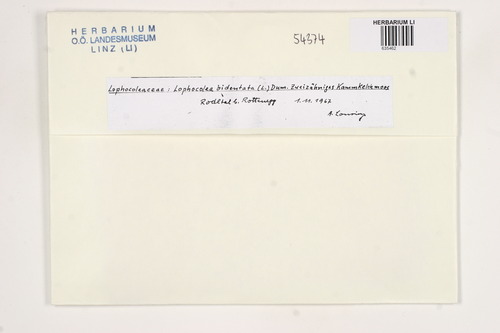 HERBARIUM
O.Ö. LANDESMUSEUM
LINZ (LI)
54374
HERBARIUM LI
Lophocoleaceae: Lophocolea bidentata (L.) Dum. Zweizähniges Kammkelchmoos
Rodltal b. Rottenegg 1.11.1967